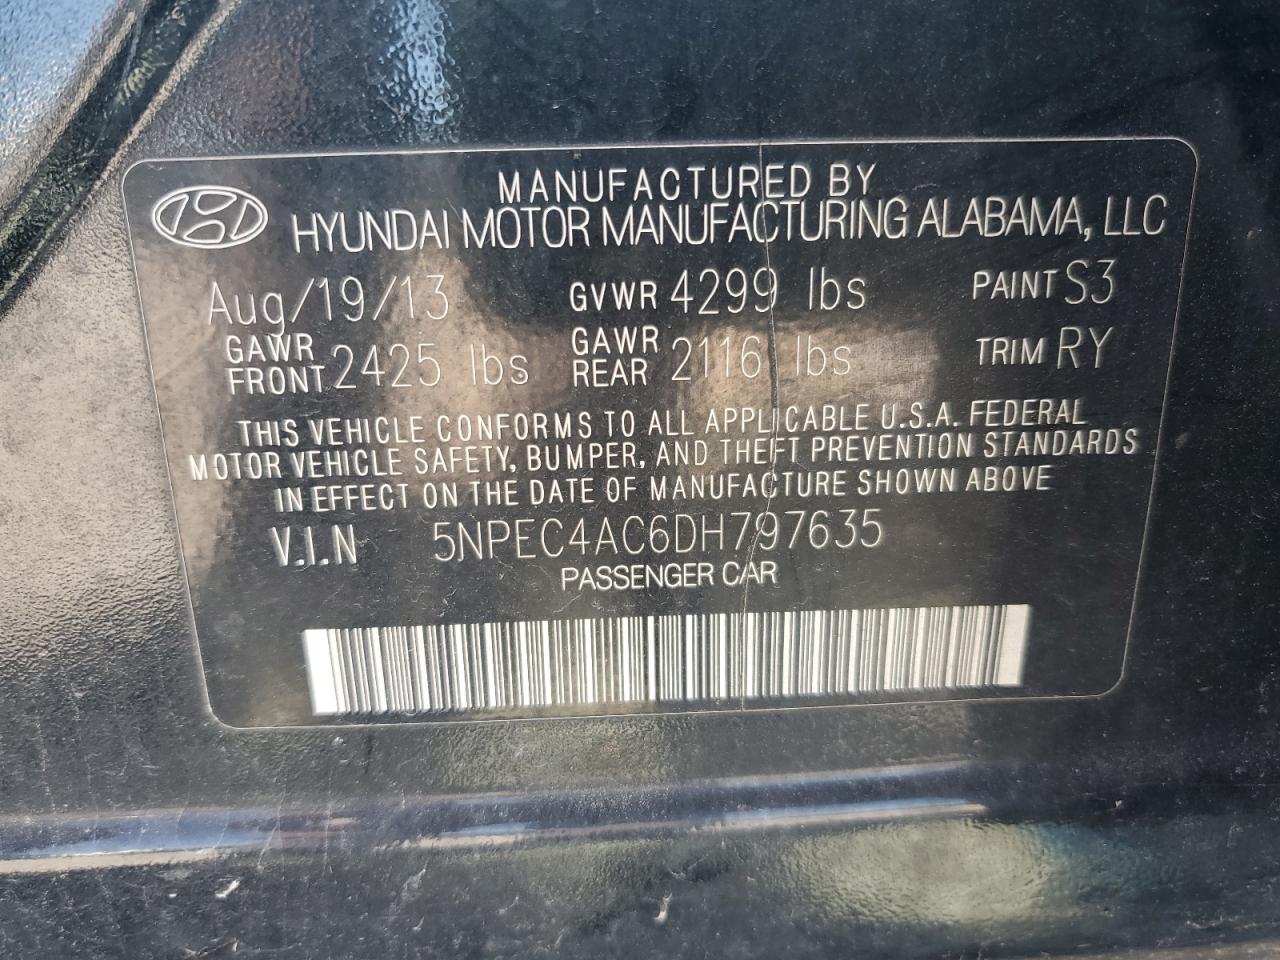 MANUFACTURED BY
HYUNDAI MOTOR MANUFACTURING ALABAMA, LLC
Aug/19/13 GVWR 4299 lbs PAINT S3
GAWR FRONT 2425 lbs GAWR REAR 2116 lbs TRIM RY
THIS VEHICLE CONFORMS TO ALL APPLICABLE U.S.A. FEDERAL
MOTOR VEHICLE SAFETY, BUMPER, AND THEFT PREVENTION STANDARDS
IN EFFECT ON THE DATE OF MANUFACTURE SHOWN ABOVE
V.I.N 5NPEC4AC6DH797635
PASSENGER CAR